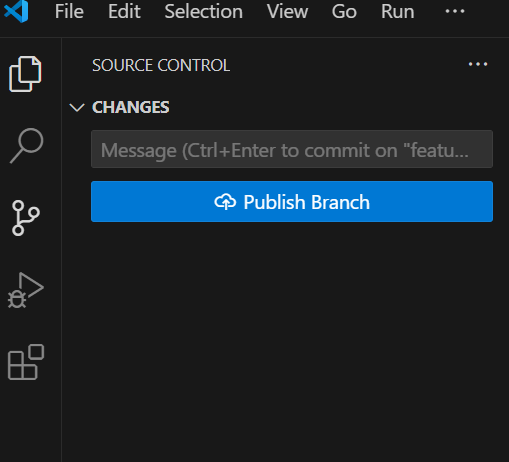 File Edit Selection View Go Run ...
SOURCE CONTROL ...
CHANGES
Message (Ctrl+Enter to commit on "featu...
Publish Branch